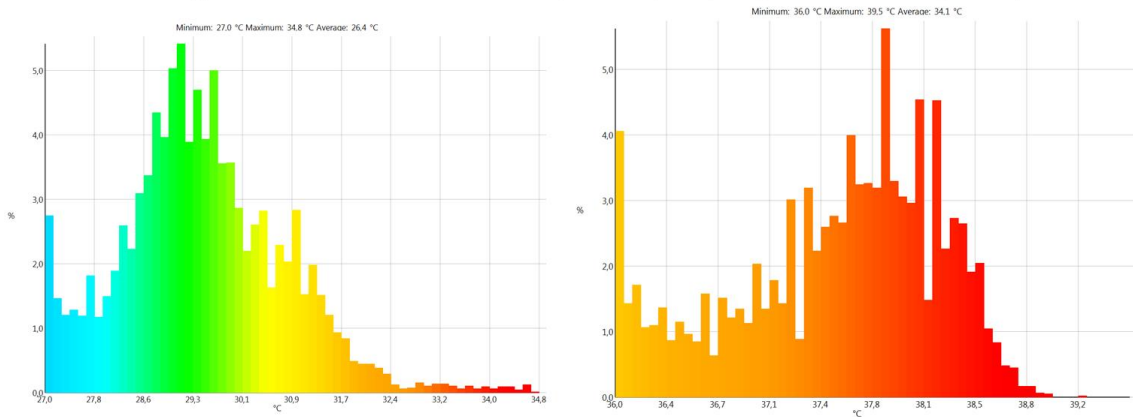 Minimum: 27.0 °C Maximum: 34.8 °C Average: 26.4 °C
5,0
4,0
3,0
%
2,0
1,0
0,0
27,0 27,8 28,6 29,3 30,1 30,9 31,7 32,4 33,2 34,0 34,8
°C
Minimum: 36.0 °C Maximum: 39,5 °C Average: 34.1 °C
5,0
4,0
3,0
%
2,0
1,0
0,0
36,0 36,4 36,7 37,1 37,4 37,8 38,1 38,5 38,8 39,2
°C